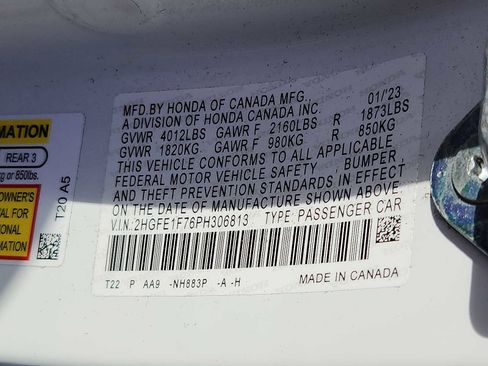 MFD.BY HONDA OF CANADA MFG. 01/'23
A DIVISION OF HONDA CANADA INC.
GVWR 4012LBS GAWR F 2160LBS R 1873LBS
GVWR 1820KG GAWR F 980KG R 850KG
THIS VEHICLE CONFORMS TO ALL APPLICABLE
FEDERAL MOTOR VEHICLE SAFETY, BUMPER,
AND THEFT PREVENTION STANDARDS IN EFFECT
ON THE DATE OF MANUFACTURE SHOWN ABOVE.
V.I.N. 2HGFE1F76PH306813 TYPE: PASSENGER CAR
T22 P AA9 -NH883P -A -H
MADE IN CANADA
MATION
REAR 3
kg or 850lbs.
OWNER'S
AL FOR
IONAL
MATION
T20 A5